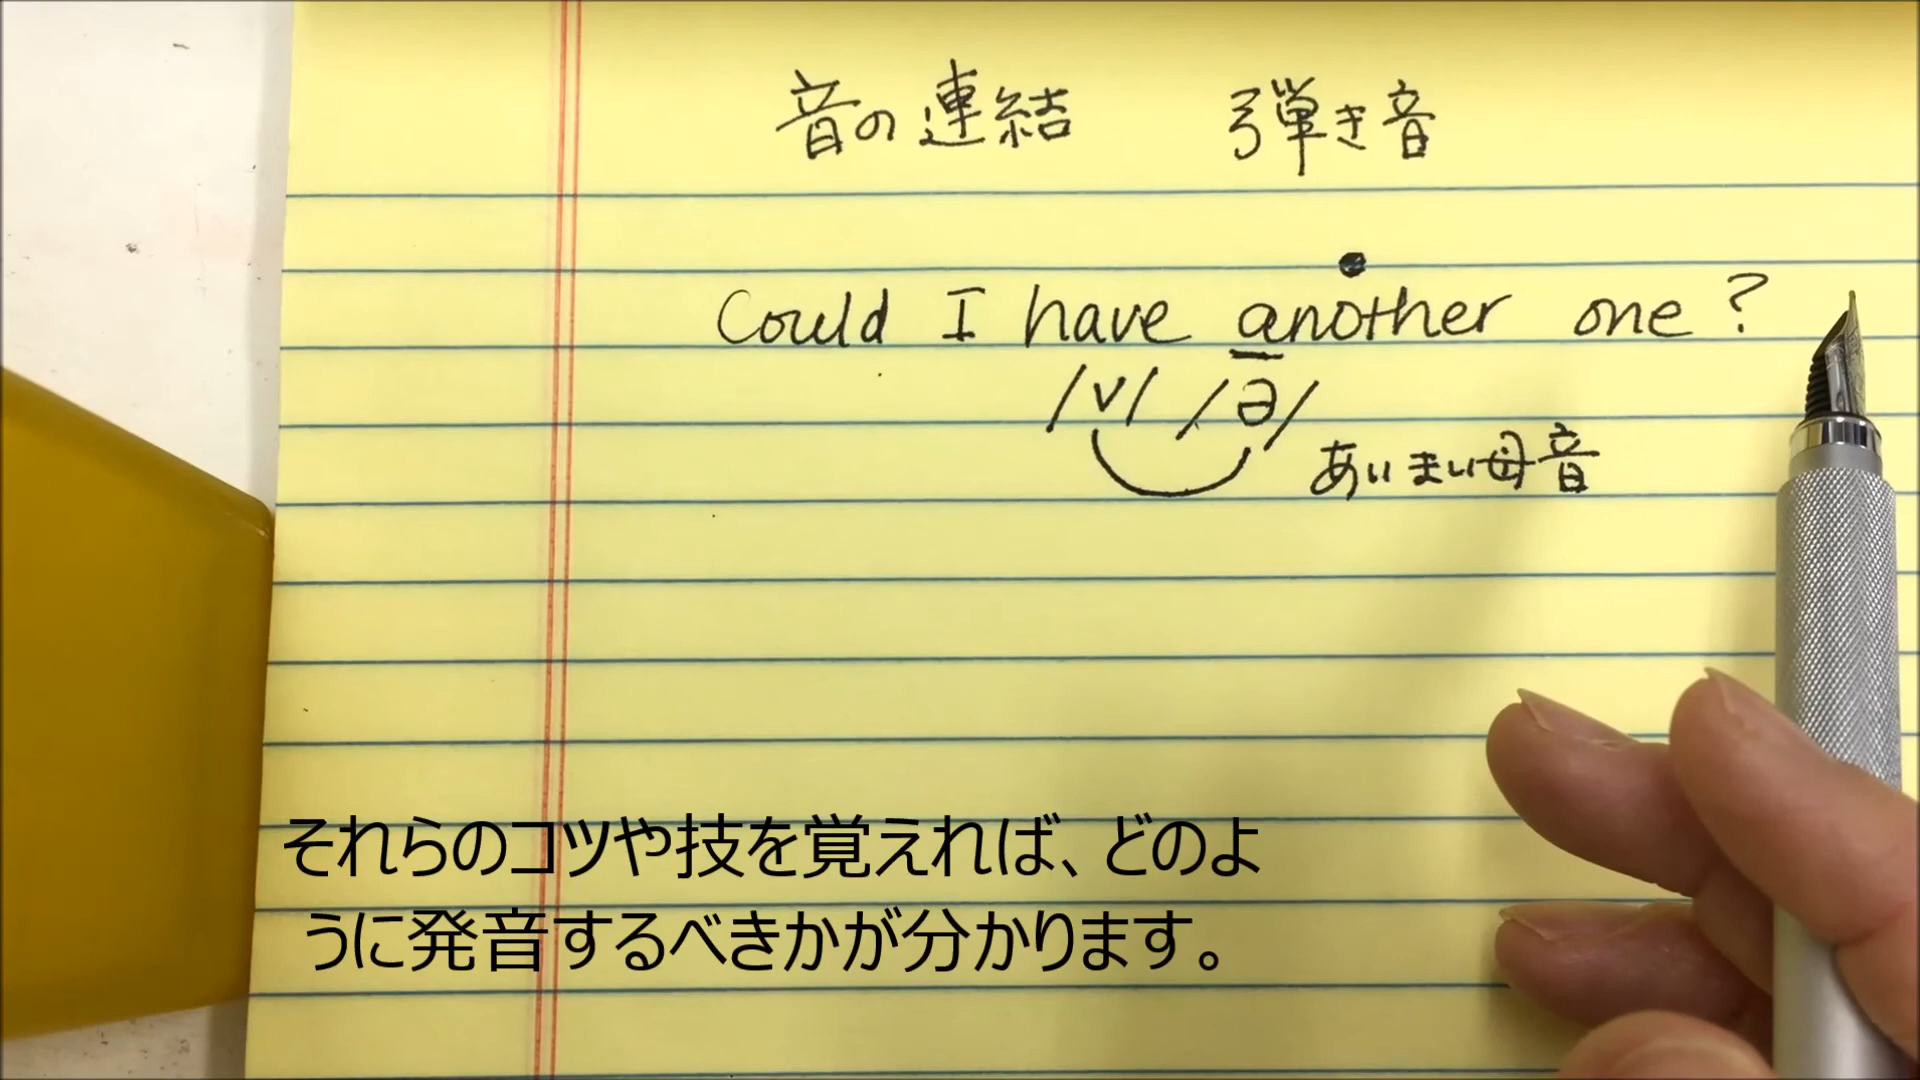 音の連結 弾き音
Could I have another one?
/v/ /ə/
あいまい母音
それらのコツや技を覚えれば、どのよ
うに発音するべきかが分かります。